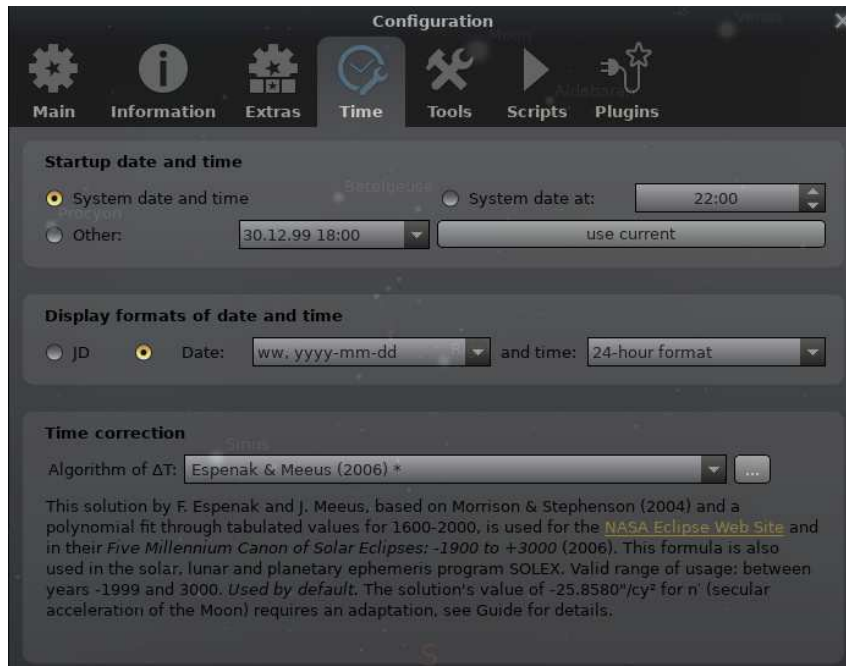 Configuration
Main Information Extras Time Tools Scripts Plugins
Startup date and time
System date and time System date at: 22:00
Other: 30.12.99 18:00 use current
Display formats of date and time
JD Date: ww, yyyy-mm-dd and time: 24-hour format
Time correction
Algorithm of ΔT: Espenak & Meeus (2006) * ...
This solution by F. Espenak and J. Meeus, based on Morrison & Stephenson (2004) and a
polynomial fit through tabulated values for 1600-2000, is used for the NASA Eclipse Web Site and
in their Five Millennium Canon of Solar Eclipses: -1900 to +3000 (2006). This formula is also
used in the solar, lunar and planetary ephemeris program SOLEX. Valid range of usage: between
years -1999 and 3000. Used by default. The solution's value of -25.8580"/cy² for n˙ (secular
acceleration of the Moon) requires an adaptation, see Guide for details.
Betelgeuse
Procyon
Sirius
S